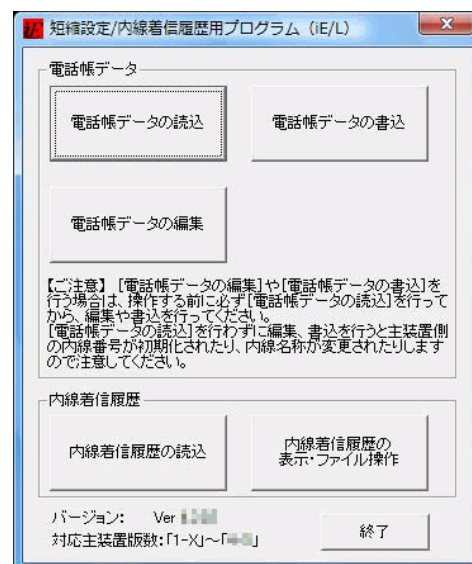 短縮設定/内線着信履歴用プログラム (iE/L)
電話帳データ
電話帳データの読込
電話帳データの書込
電話帳データの編集
【ご注意】 [電話帳データの編集]や[電話帳データの書込]を
行う場合は、操作する前に必ず[電話帳データの読込]を行って
から、編集や書込を行ってください。
[電話帳データの読込]を行わずに編集、書込を行うと主装置側
の内線番号が初期化されたり、内線名称が変更されたりします
ので注意してください。
内線着信履歴
内線着信履歴の読込
内線着信履歴の
表示・ファイル操作
バージョン: Ver
対応主装置版数:「1-X」～「 」
終了